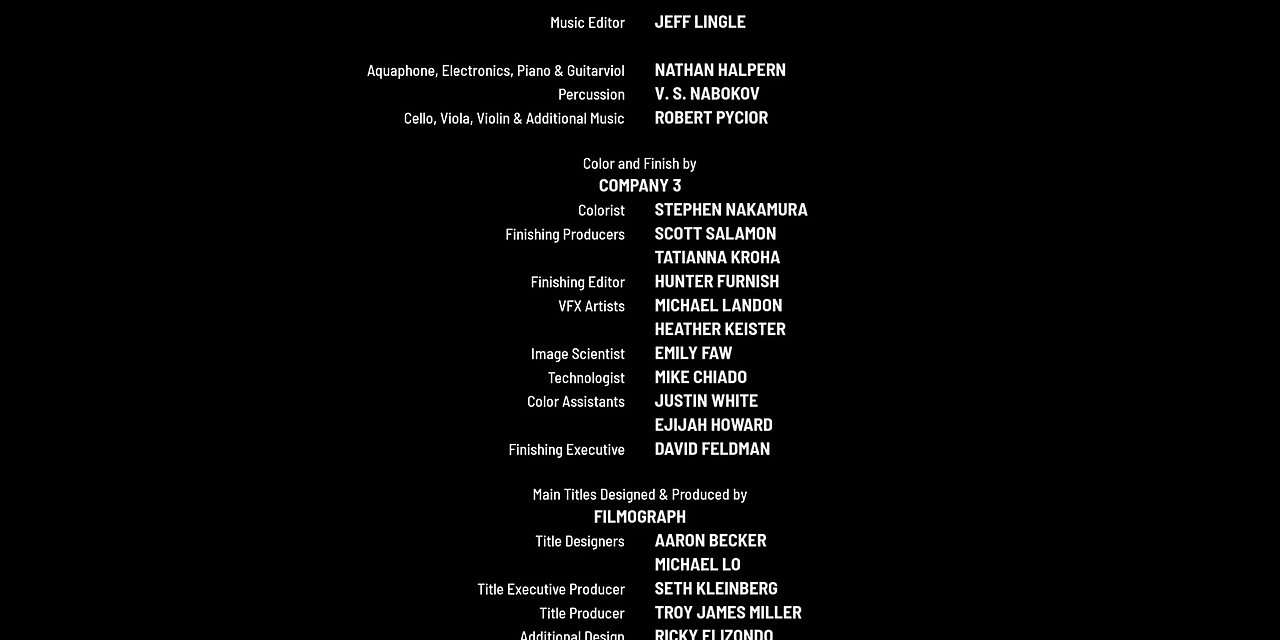 Music Editor JEFF LINGLE
Aquaphone, Electronics, Piano & Guitarviol NATHAN HALPERN
Percussion V. S. NABOKOV
Cello, Viola, Violin & Additional Music ROBERT PYCIOR
Color and Finish by
COMPANY 3
Colorist STEPHEN NAKAMURA
Finishing Producers SCOTT SALAMON
TATIANNA KROHA
Finishing Editor HUNTER FURNISH
VFX Artists MICHAEL LANDON
HEATHER KEISTER
Image Scientist EMILY FAW
Technologist MIKE CHIADO
Color Assistants JUSTIN WHITE
EJIJAH HOWARD
Finishing Executive DAVID FELDMAN
Main Titles Designed & Produced by
FILMOGRAPH
Title Designers AARON BECKER
MICHAEL LO
Title Executive Producer SETH KLEINBERG
Title Producer TROY JAMES MILLER
Additional Design RICKY ELIZONDO